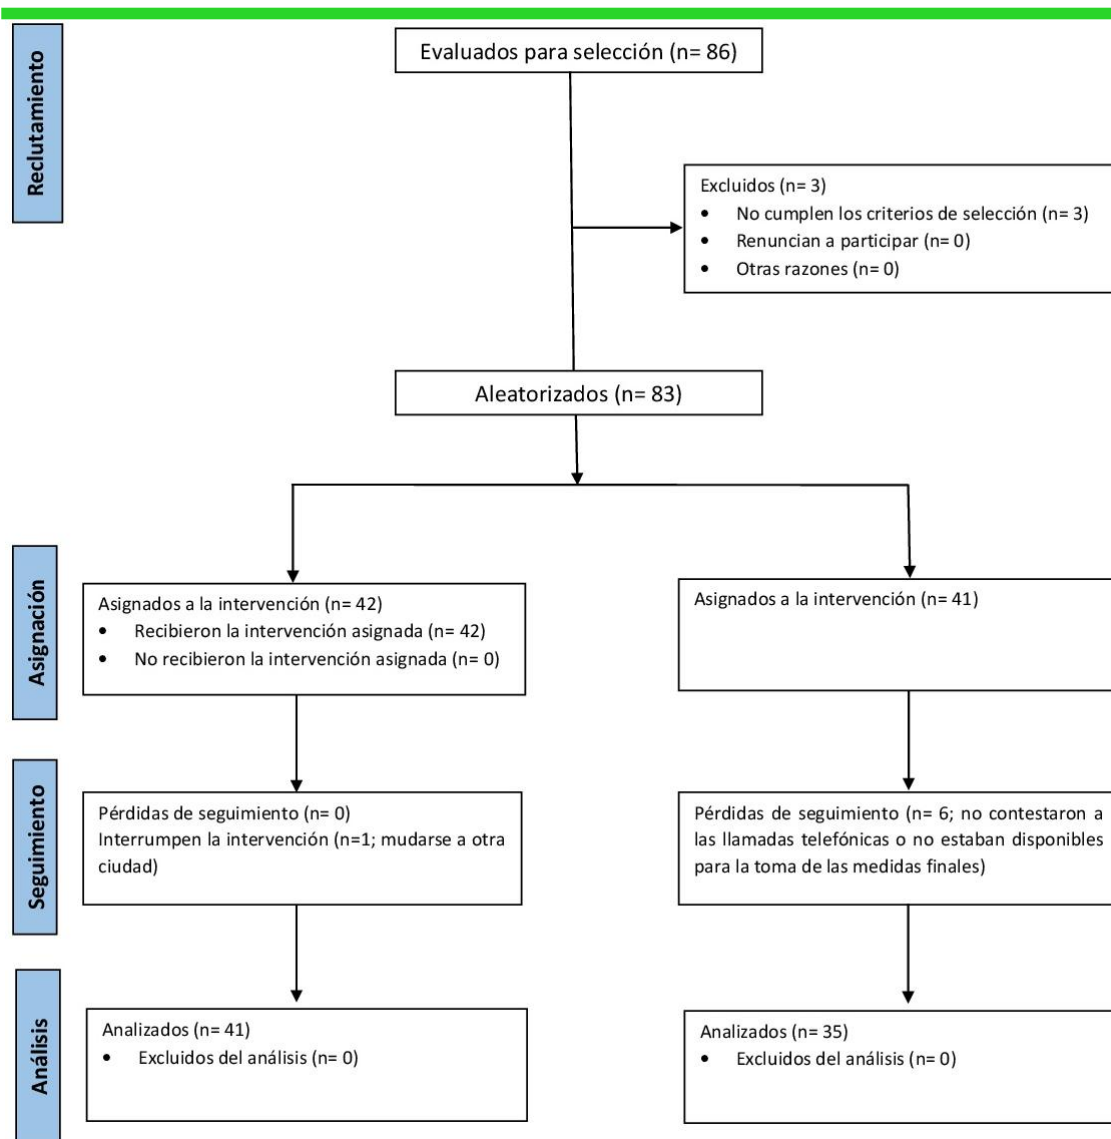 Reclutamiento
Evaluados para selección (n= 86)
Excluidos (n= 3)
• No cumplen los criterios de selección (n= 3)
• Renuncian a participar (n= 0)
• Otras razones (n= 0)
Aleatorizados (n= 83)
Asignación
Asignados a la intervención (n= 42)
• Recibieron la intervención asignada (n= 42)
• No recibieron la intervención asignada (n= 0)
Asignados a la intervención (n= 41)
Seguimiento
Pérdidas de seguimiento (n= 0)
Interrumpen la intervención (n=1; mudarse a otra
ciudad)
Pérdidas de seguimiento (n= 6; no contestaron a
las llamadas telefónicas o no estaban disponibles
para la toma de las medidas finales)
Análisis
Analizados (n= 41)
• Excluidos del análisis (n= 0)
Analizados (n= 35)
• Excluidos del análisis (n= 0)